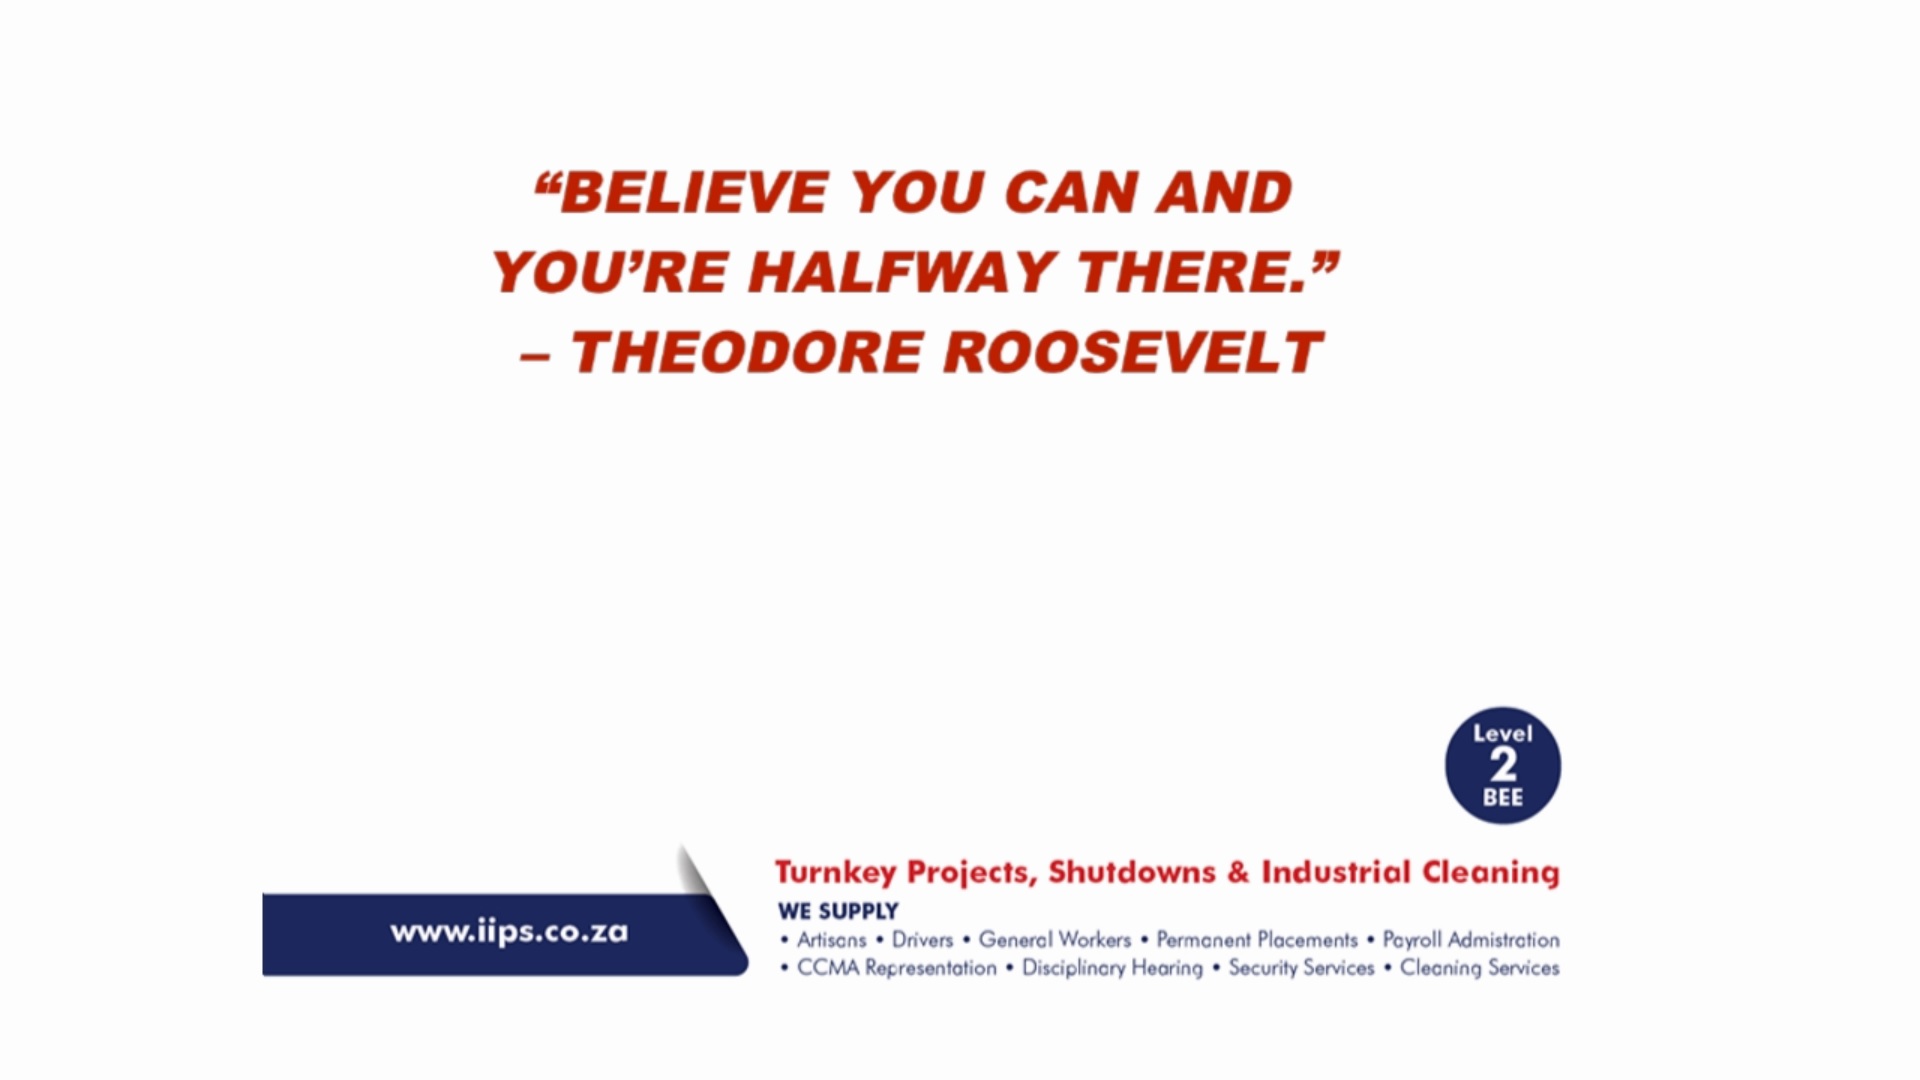 “BELIEVE YOU CAN AND
YOU’RE HALFWAY THERE.”
– THEODORE ROOSEVELT
Level
2
BEE
Turnkey Projects, Shutdowns & Industrial Cleaning
WE SUPPLY
• Artisans • Drivers • General Workers • Permanent Placements • Payroll Admistration
• CCMA Representation • Disciplinary Hearing • Security Services • Cleaning Services
www.iips.co.za